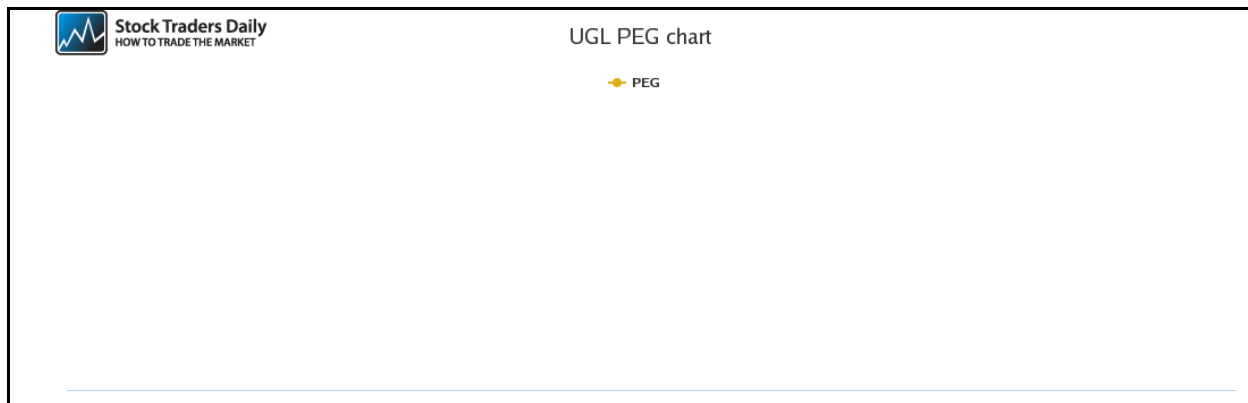 Stock Traders Daily
HOW TO TRADE THE MARKET
UGL PEG chart
PEG